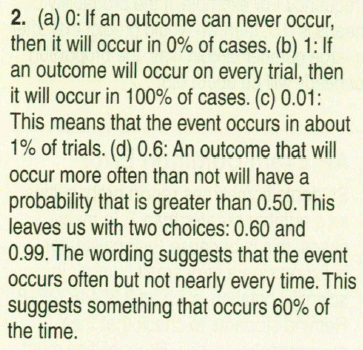 2. (a) 0: If an outcome can never occur,
then it will occur in 0% of cases. (b) 1: If
an outcome will occur on every trial, then
it will occur in 100% of cases. (c) 0.01:
This means that the event occurs in about
1% of trials. (d) 0.6: An outcome that will
occur more often than not will have a
probability that is greater than 0.50. This
leaves us with two choices: 0.60 and
0.99. The wording suggests that the event
occurs often but not nearly every time. This
suggests something that occurs 60% of
the time.